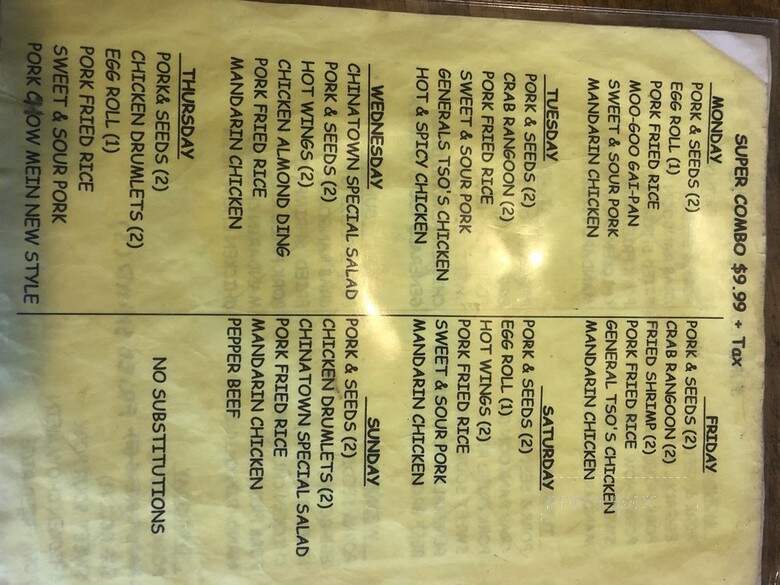 SUPER COMBO $9.99 + Tax
MONDAY
PORK & SEEDS (2)
EGG ROLL (1)
PORK FRIED RICE
MOO-GOO GAI-PAN
SWEET & SOUR PORK
MANDARIN CHICKEN
TUESDAY
PORK & SEEDS (2)
CRAB RANGOON (2)
PORK FRIED RICE
SWEET & SOUR PORK
GENERALS TSO'S CHICKEN
HOT & SPICY CHICKEN
WEDNESDAY
CHINATOWN SPECIAL SALAD
PORK & SEEDS (2)
HOT WINGS (2)
CHICKEN ALMOND DING
PORK FRIED RICE
MANDARIN CHICKEN
THURSDAY
PORK& SEEDS (2)
CHICKEN DRUMLETS (2)
EGG ROLL (1)
PORK FRIED RICE
SWEET & SOUR PORK
PORK CHOW MEIN NEW STYLE
FRIDAY
PORK & SEEDS (2)
CRAB RANGOON (2)
FRIED SHRIMP (2)
PORK FRIED RICE
GENERAL TSO'S CHICKEN
MANDARIN CHICKEN
SATURDAY
PORK & SEEDS (2)
EGG ROLL (1)
HOT WINGS (2)
PORK FRIED RICE
SWEET & SOUR PORK
MANDARIN CHICKEN
SUNDAY
PORK & SEEDS (2)
CHICKEN DRUMLETS (2)
CHINATOWN SPECIAL SALAD
PORK FRIED RICE
MANDARIN CHICKEN
PEPPER BEEF
NO SUBSTITUTIONS